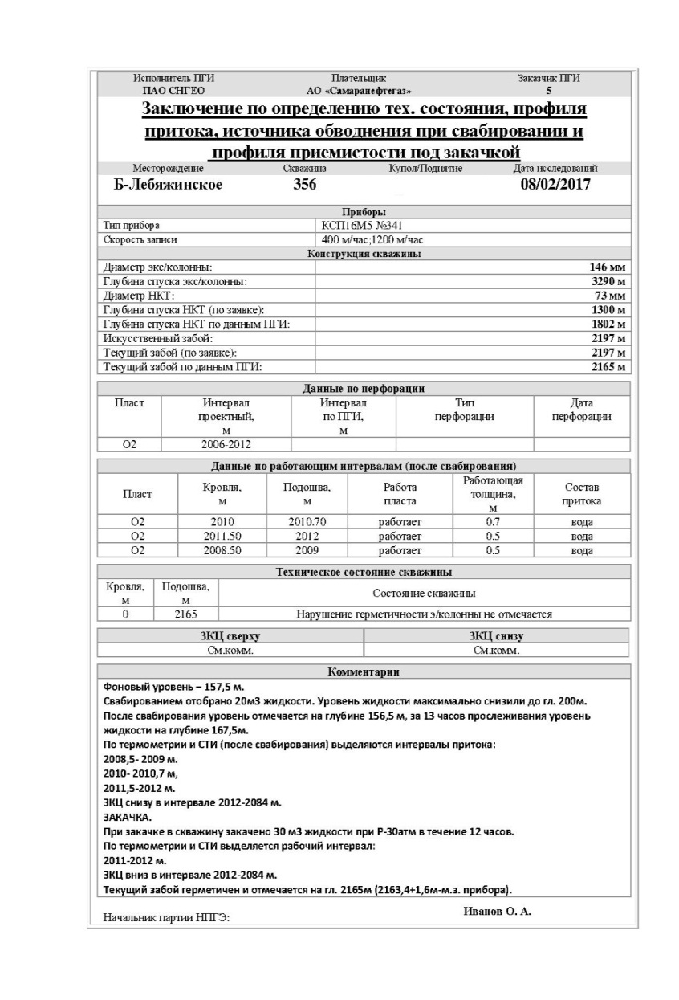 Исполнитель ПГИ Плательщик Заказчик ПГИ
ПАО СНГЕО АО «Самаранефтегаз» 5
Заключение по определению тех. состояния, профиля
притока, источника обводнения при свабировании и
профиля приемистости под закачкой
Месторождение Скважина Купол/Поднятие Дата исследований
Б-Лебяжинское 356 08/02/2017
Приборы
Тип прибора КСП16М5 №341
Скорость записи 400 м/час;1200 м/час
Конструкция скважины
Диаметр экс/колонны: 146 мм
Глубина спуска экс/колонны: 3290 м
Диаметр НКТ: 73 мм
Глубина спуска НКТ (по заявке): 1300 м
Глубина спуска НКТ по данным ПГИ: 1802 м
Искусственный забой: 2197 м
Текущий забой (по заявке): 2197 м
Текущий забой по данным ПГИ: 2165 м
Данные по перфорации
Пласт Интервал Интервал Тип Дата
проектный, по ПГИ, перфорации перфорации
м м
О2 2006-2012
Данные по работающим интервалам (после свабирования)
Пласт Кровля, Подошва, Работа Работающая Состав
м м пласта толщина, притока
м
О2 2010 2010.70 работает 0.7 вода
О2 2011.50 2012 работает 0.5 вода
О2 2008.50 2009 работает 0.5 вода
Техническое состояние скважины
Кровля, Подошва, Состояние скважины
м м
0 2165 Нарушение герметичности э/колонны не отмечается
ЗКЦ сверху ЗКЦ снизу
См.комм. См.комм.
Комментарии
Фоновый уровень – 157,5 м.
Свабированием отобрано 20м3 жидкости. Уровень жидкости максимально снизили до гл. 200м.
После свабирования уровень отмечается на глубине 156,5 м, за 13 часов прослеживания уровень
жидкости на глубине 167,5м.
По термометрии и СТИ (после свабирования) выделяются интервалы притока:
2008,5- 2009 м.
2010- 2010,7 м,
2011,5-2012 м.
ЗКЦ снизу в интервале 2012-2084 м.
ЗАКАЧКА.
При закачке в скважину закачено 30 м3 жидкости при Р-30атм в течение 12 часов.
По термометрии и СТИ выделяется рабочий интервал:
2011-2012 м.
ЗКЦ вниз в интервале 2012-2084 м.
Текущий забой герметичен и отмечается на гл. 2165м (2163,4+1,6м-м.з. прибора).
Начальник партии НПГЭ: Иванов О. А.